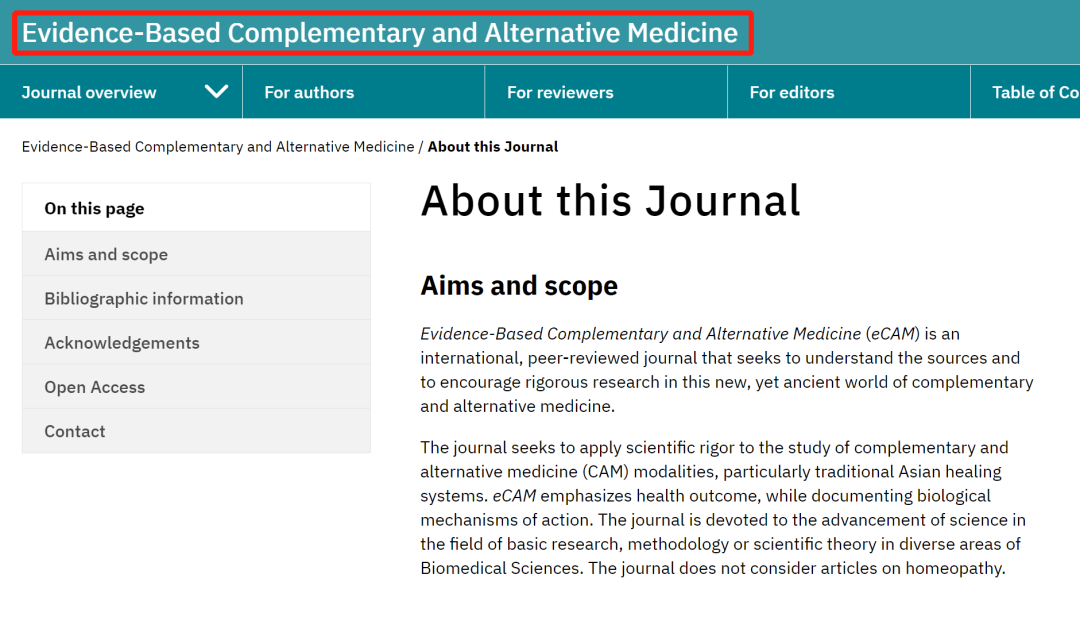 Evidence-Based Complementary and Alternative Medicine
Journal overview
For authors
For reviewers
For editors
Table of Co
Evidence-Based Complementary and Alternative Medicine / About this Journal
On this page
Aims and scope
Bibliographic information
Acknowledgements
Open Access
Contact
About this Journal
Aims and scope
Evidence-Based Complementary and Alternative Medicine (eCAM) is an
international, peer-reviewed journal that seeks to understand the sources and
to encourage rigorous research in this new, yet ancient world of complementary
and alternative medicine.
The journal seeks to apply scientific rigor to the study of complementary and
alternative medicine (CAM) modalities, particularly traditional Asian healing
systems. eCAM emphasizes health outcome, while documenting biological
mechanisms of action. The journal is devoted to the advancement of science in
the field of basic research, methodology or scientific theory in diverse areas of
Biomedical Sciences. The journal does not consider articles on homeopathy.